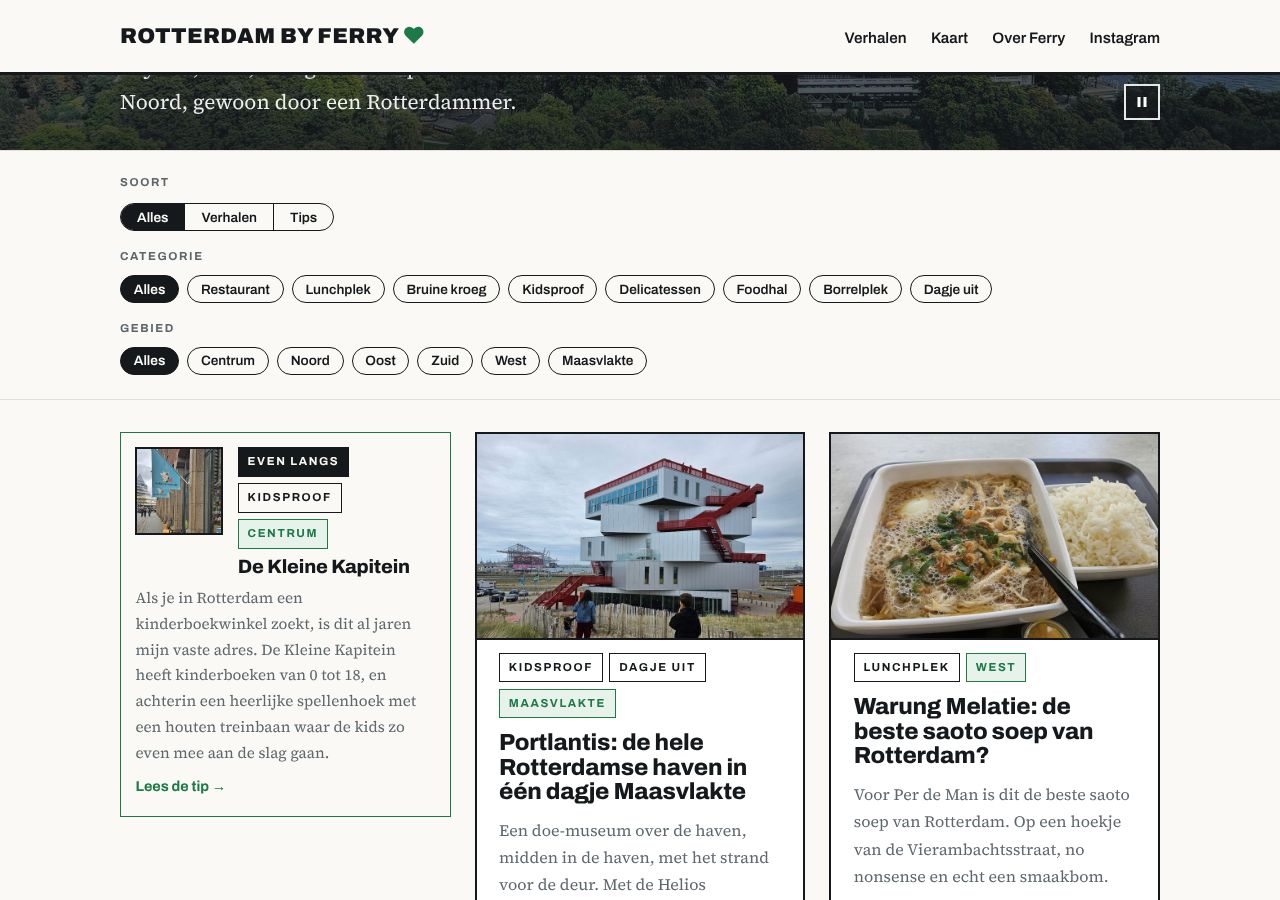 ROTTERDAM BY FERRY
Verhalen
Kaart
Over Ferry
Instagram
Noord, gewoon door een Rotterdammer.
SOORT
Alles
Verhalen
Tips
CATEGORIE
Alles
Restaurant
Lunchplek
Bruine kroeg
Kidsproof
Delicatessen
Foodhal
Borrelplek
Dagje uit
GEBIED
Alles
Centrum
Noord
Oost
Zuid
West
Maasvlakte
EVEN LANGS
KIDSPROOF
CENTRUM
De Kleine Kapitein
Als je in Rotterdam een
kinderboekwinkel zoekt, is dit al jaren
mijn vaste adres. De Kleine Kapitein
heeft kinderboeken van 0 tot 18, en
achterin een heerlijke spellenhoek met
een houten treinbaan waar de kids zo
even mee aan de slag gaan.
Lees de tip →
KIDSPROOF
DAGJE UIT
MAASVLAKTE
Portlantis: de hele
Rotterdamse haven in
één dagje Maasvlakte
Een doe-museum over de haven,
midden in de haven, met het strand
voor de deur. Met de Helios
LUNCHPLEK
WEST
Warung Melatie: de
beste saoto soep van
Rotterdam?
Voor Per de Man is dit de beste saoto
soep van Rotterdam. Op een hoekje
van de Vierambachtsstraat, no
nonsense en echt een smaakbom.